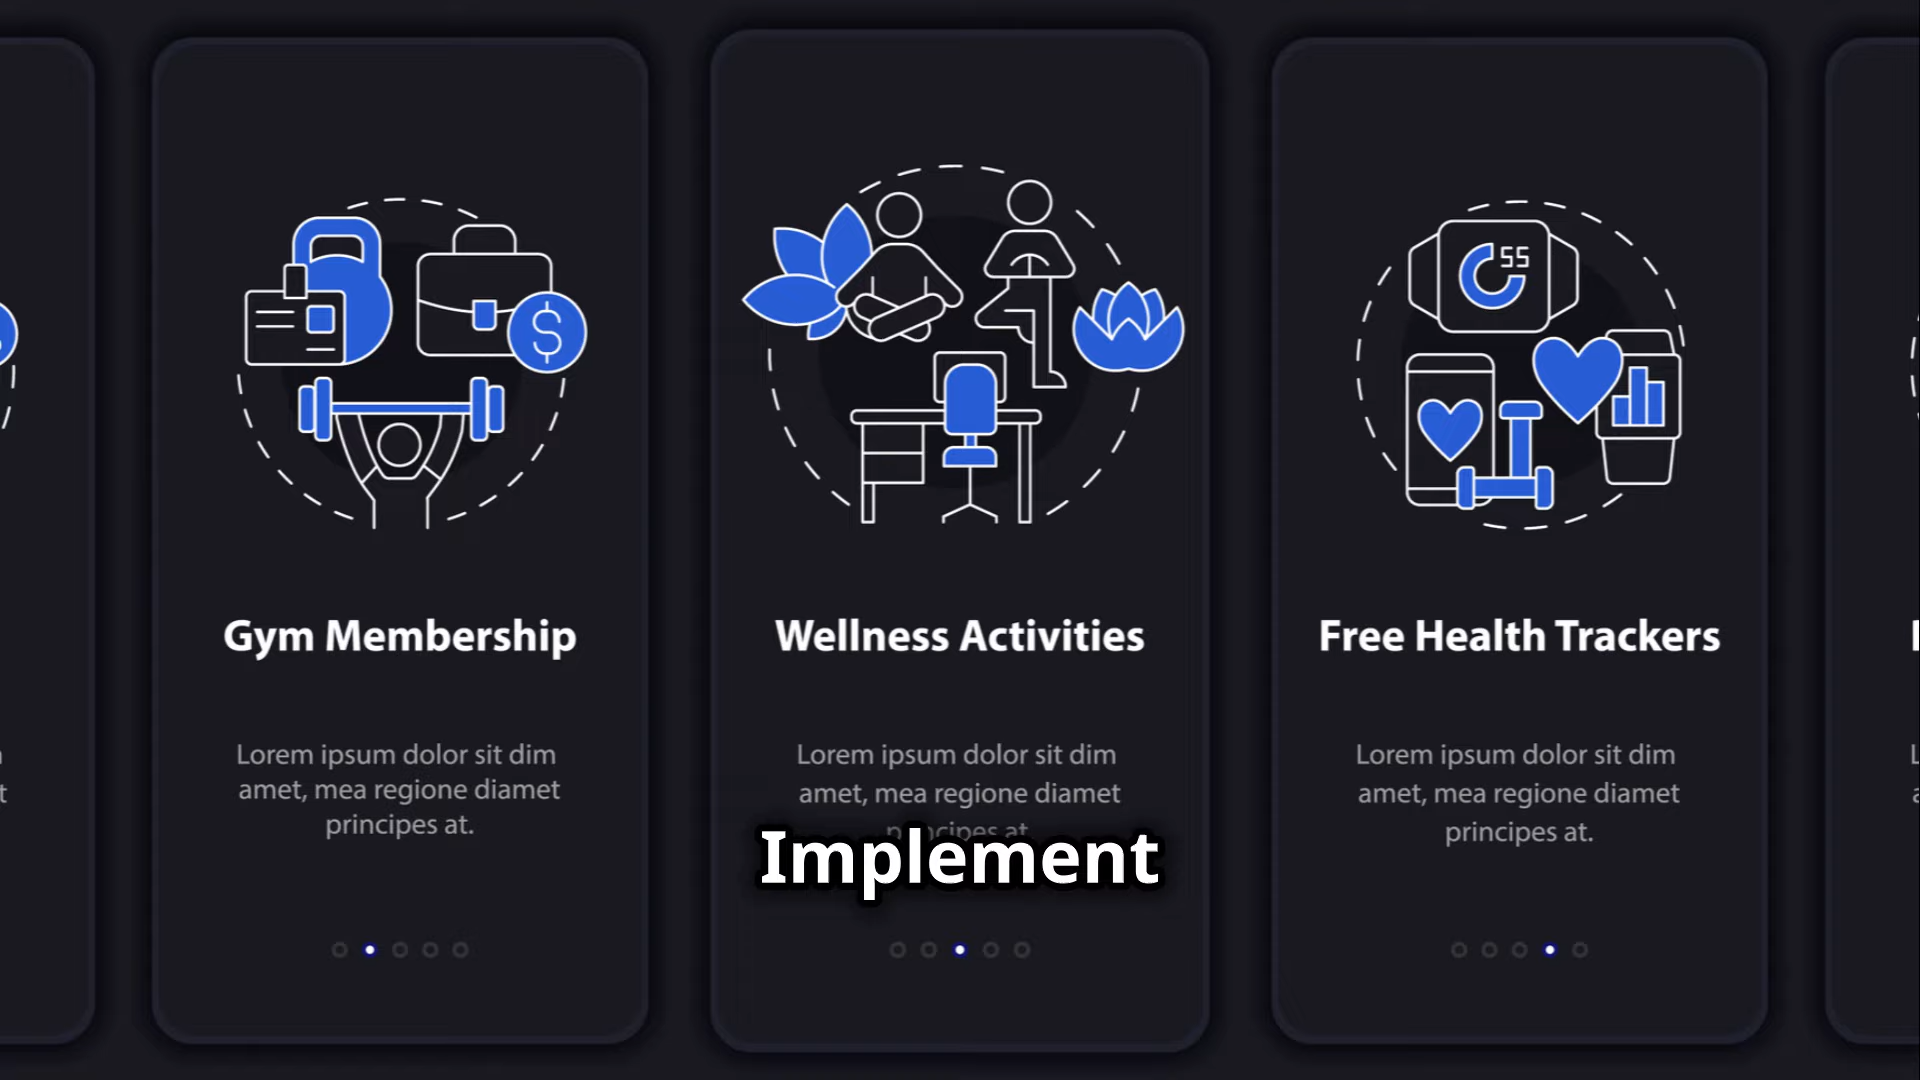 55
Gym Membership
Lorem ipsum dolor sit dim
amet, mea regione diamet
principes at.
Wellness Activities
Lorem ipsum dolor sit dim
amet, mea regione diamet
principes at.
Implement
Free Health Trackers
Lorem ipsum dolor sit dim
amet, mea regione diamet
principes at.